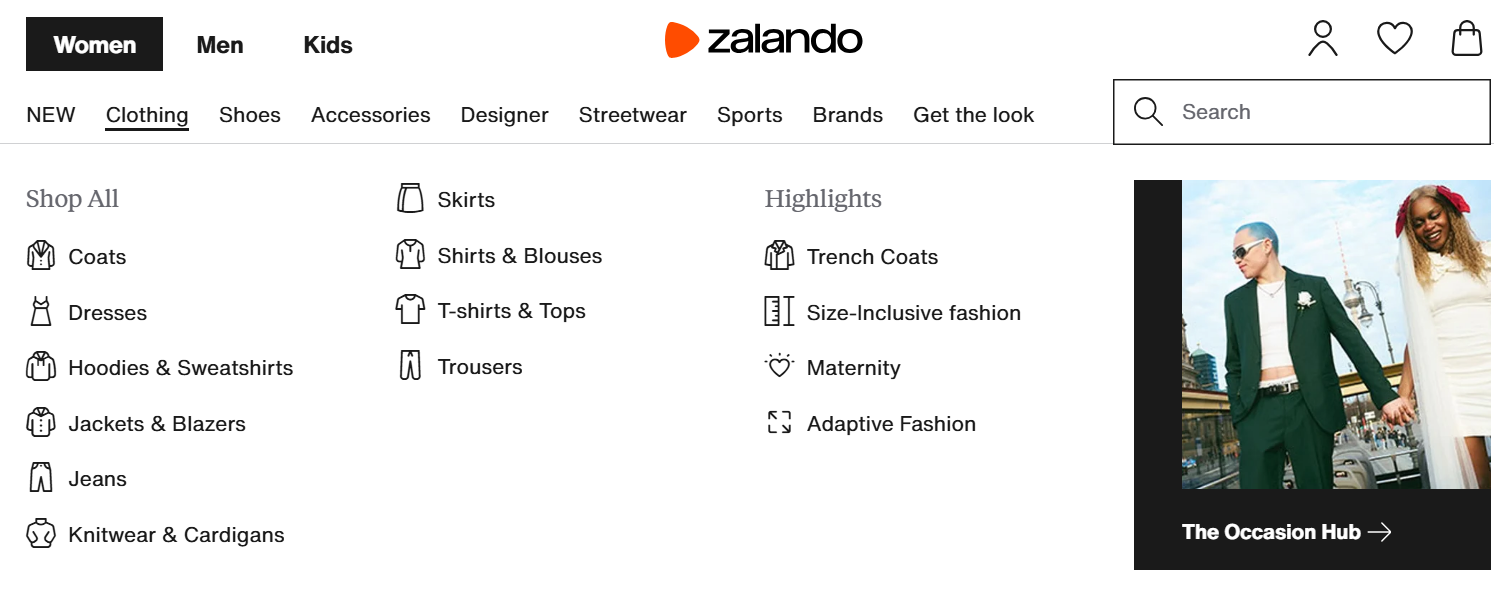 Women Men Kids
zalando
NEW Clothing Shoes Accessories Designer Streetwear Sports Brands Get the look
Search
Shop All
Coats
Dresses
Hoodies & Sweatshirts
Jackets & Blazers
Jeans
Knitwear & Cardigans
Skirts
Shirts & Blouses
T-shirts & Tops
Trousers
Highlights
Trench Coats
Size-Inclusive fashion
Maternity
Adaptive Fashion
The Occasion Hub